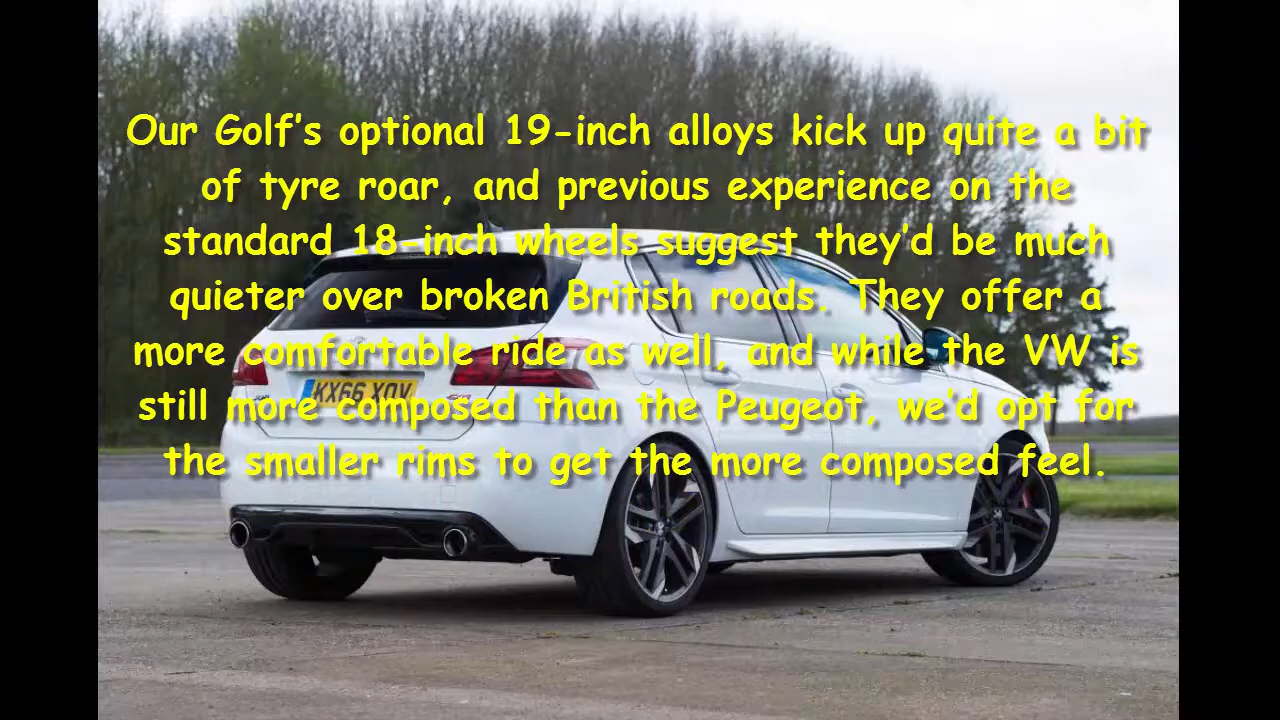 Our Golf's optional 19-inch alloys kick up quite a bit
of tyre roar, and previous experience on the
standard 18-inch wheels suggest they'd be much
quieter over broken British roads. They offer a
more comfortable ride as well, and while the VW is
still more composed than the Peugeot, we'd opt for
the smaller rims to get the more composed feel.
KX66 XOV